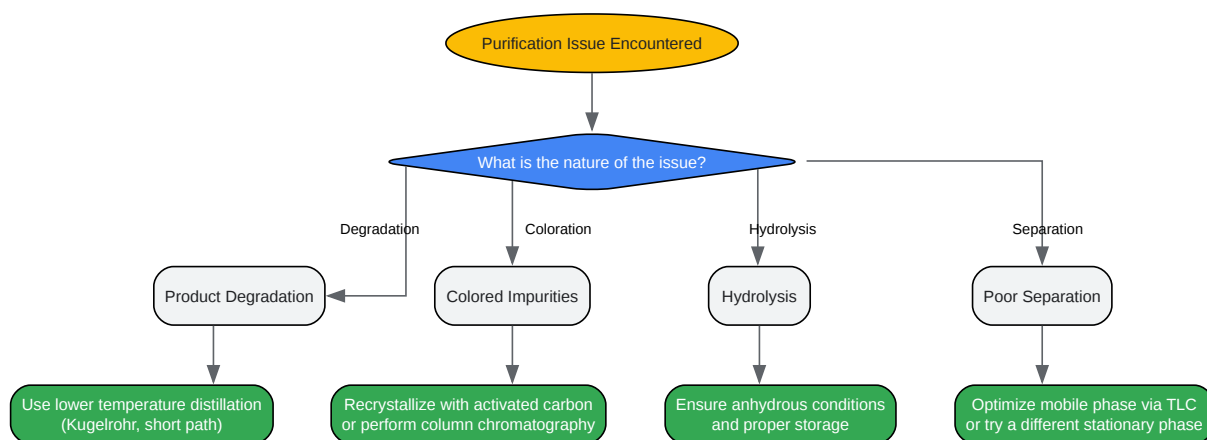 Purification Issue Encountered
What is the nature of the issue?
Degradation
Coloration
Hydrolysis
Separation
Product Degradation
Colored Impurities
Hydrolysis
Poor Separation
Use lower temperature distillation
(Kugelrohr, short path)
Recrystallize with activated carbon
or perform column chromatography
Ensure anhydrous conditions
and proper storage
Optimize mobile phase via TLC
or try a different stationary phase